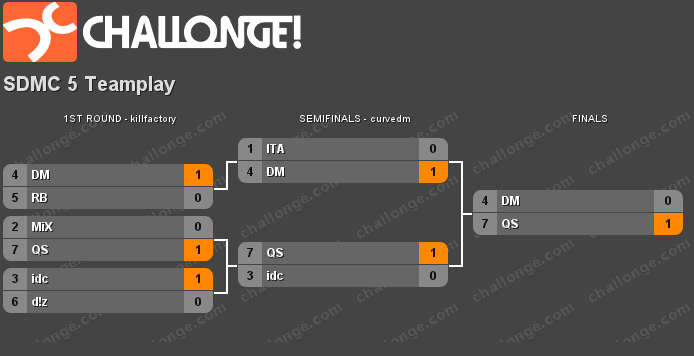 CHALLONGE!
SDMC 5 Teamplay
1ST ROUND - killfactory
SEMIFINALS - curvedm
FINALS
4 DM 1
5 RB 0
2 MiX 0
7 QS 1
3 idc 1
6 d!z 0
1 ITA 0
4 DM 1
7 QS 1
3 idc 0
4 DM 0
7 QS 1
challonge.com